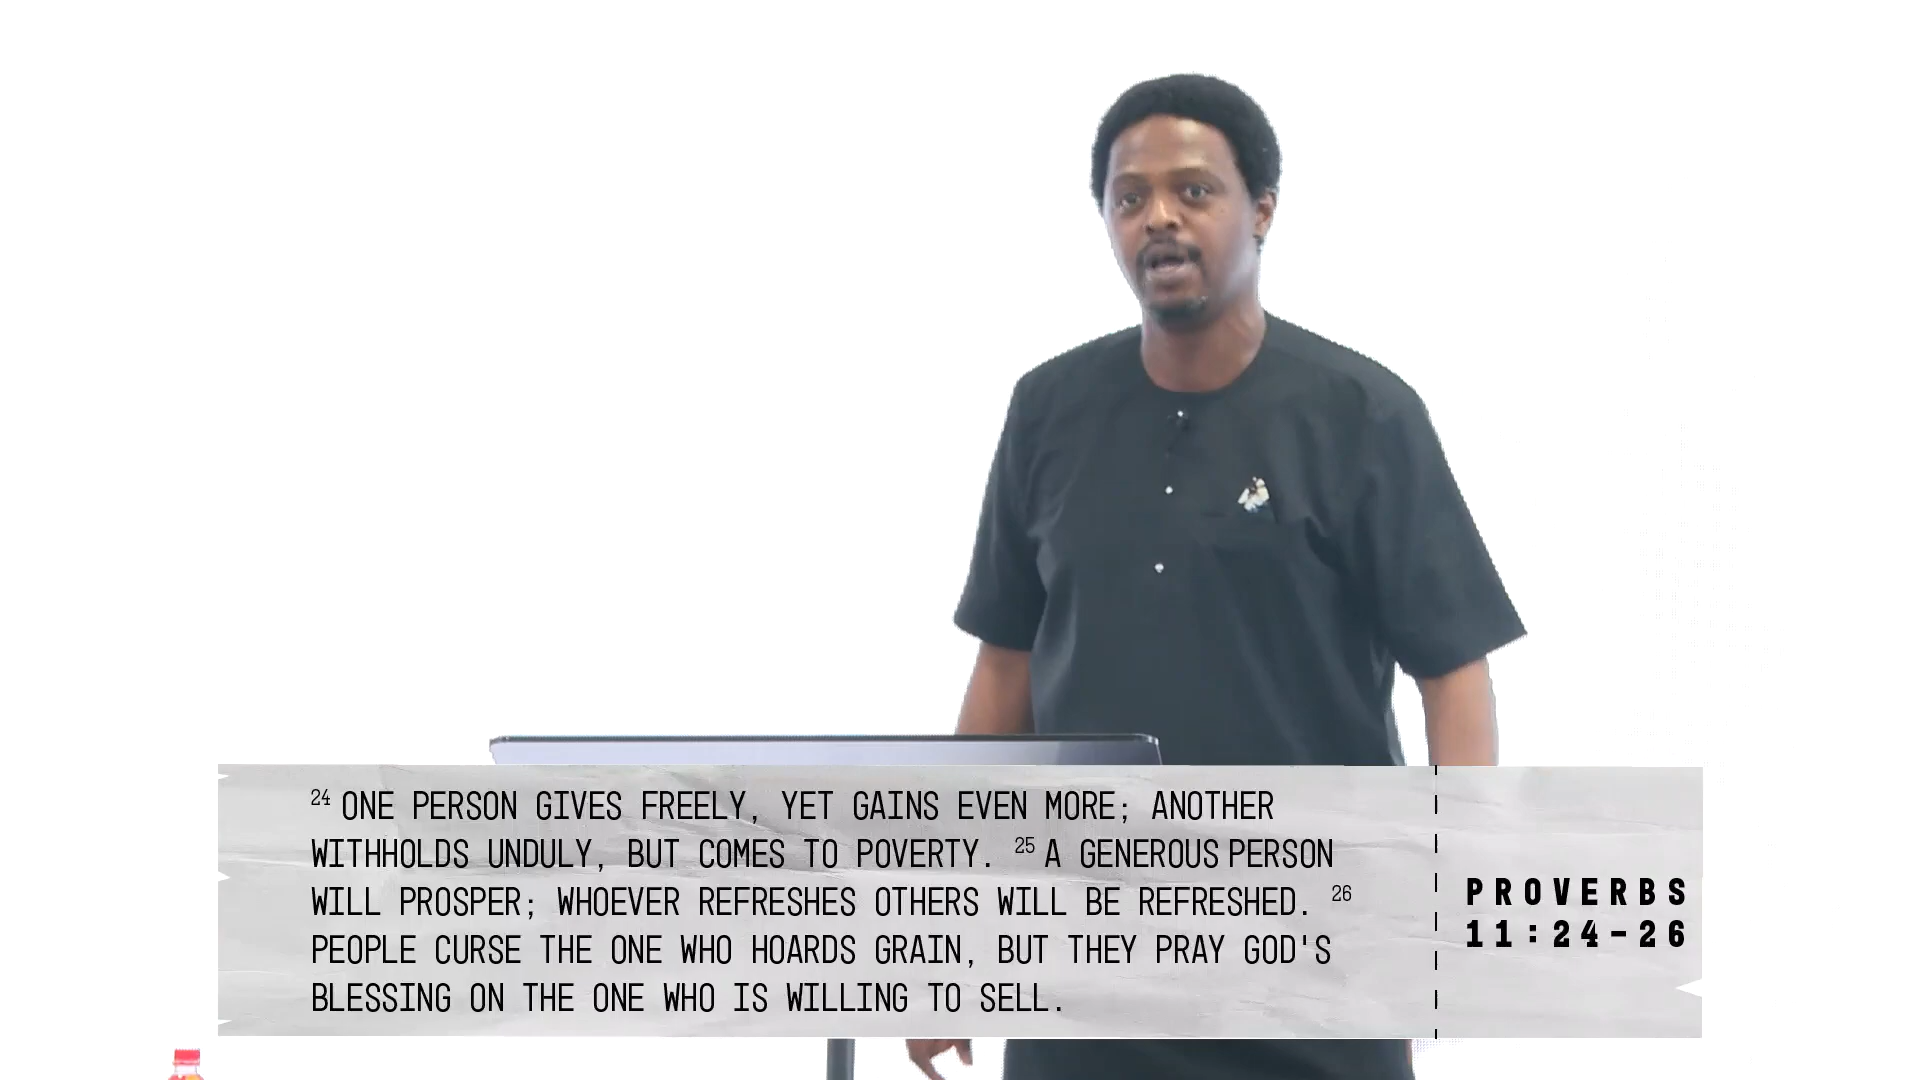 24 ONE PERSON GIVES FREELY, YET GAINS EVEN MORE; ANOTHER
WITHHOLDS UNDULY, BUT COMES TO POVERTY. 25 A GENEROUS PERSON
WILL PROSPER; WHOEVER REFRESHES OTHERS WILL BE REFRESHED. 26
PEOPLE CURSE THE ONE WHO HOARDS GRAIN, BUT THEY PRAY GOD'S
BLESSING ON THE ONE WHO IS WILLING TO SELL.
PROVERBS
11:24-26